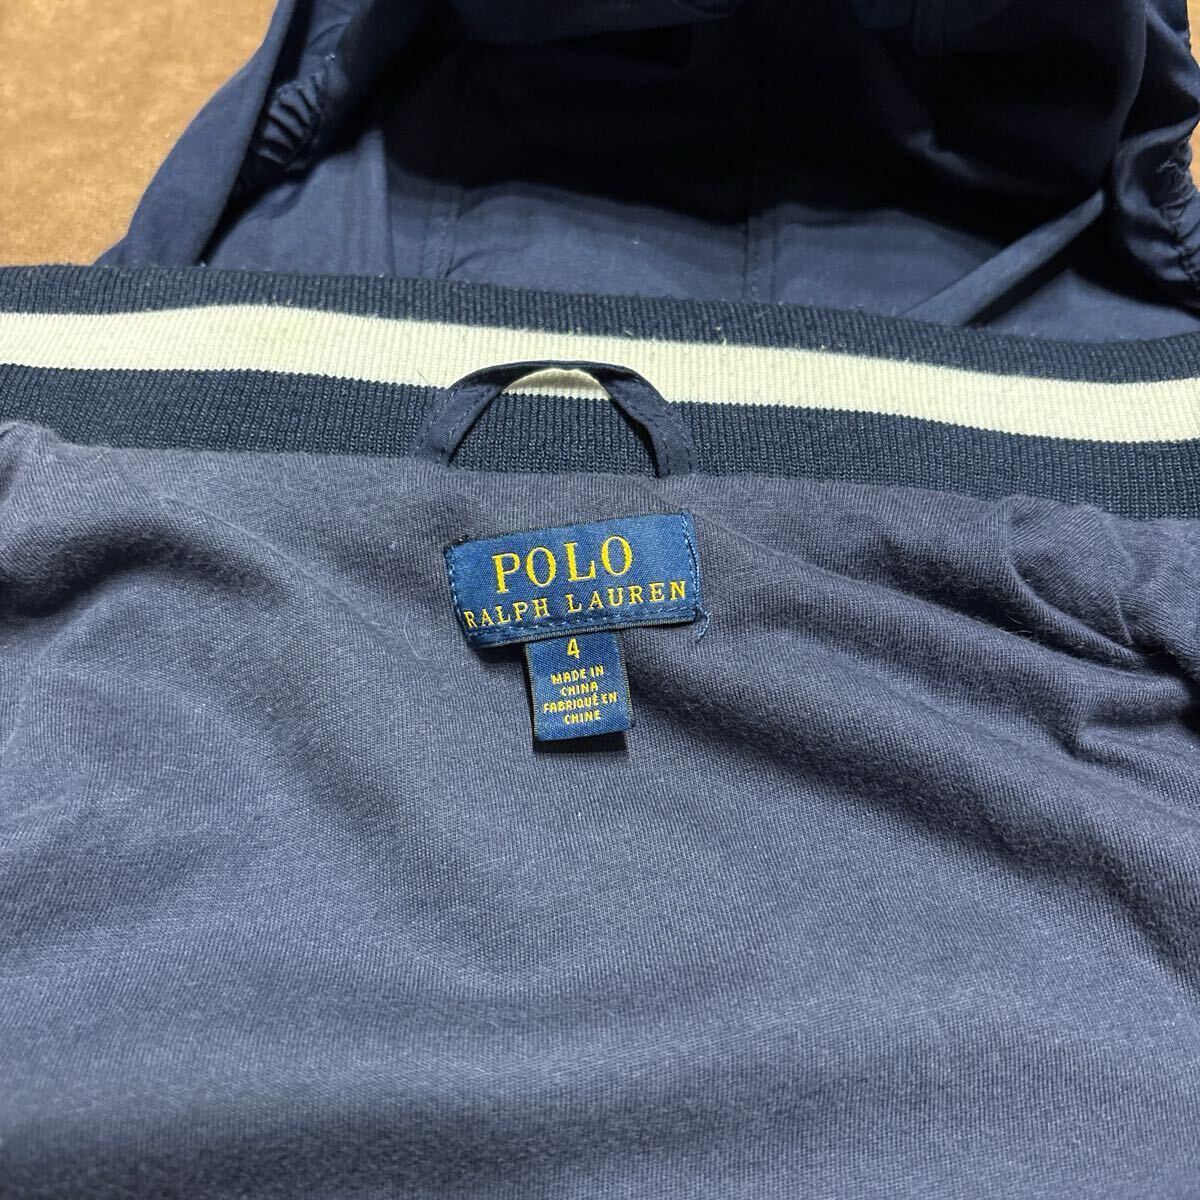 POLO
RALPH LAUREN
4
MADE IN
CHINA
FABRIQUÉ EN
CHINE